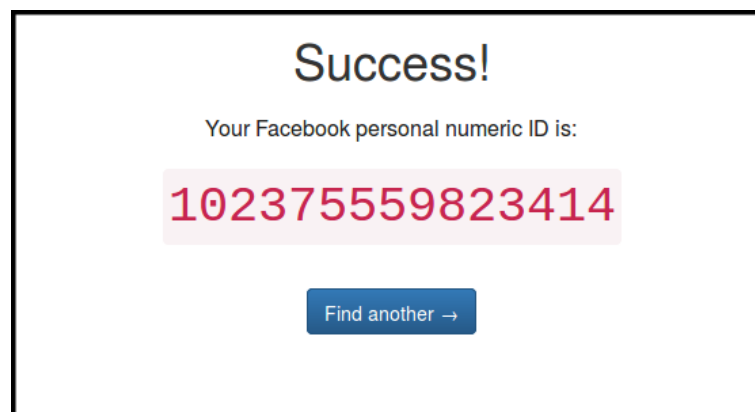 Success!
Your Facebook personal numeric ID is:
102375559823414
Find another →